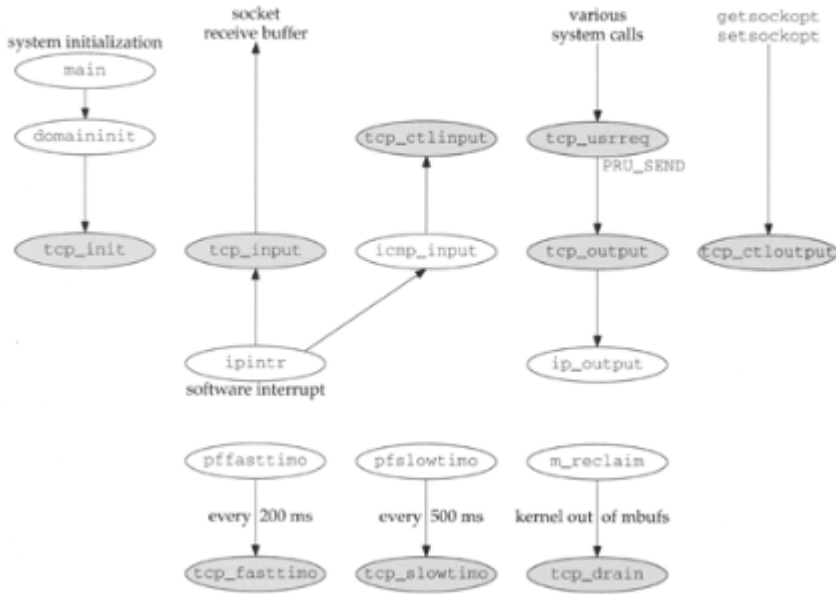 socket
receive buffer
various
system calls
getsockopt
setsockopt
system initialization
main
domaininit
tcp_ctlinput
tcp_usrreq
PRU_SEND
tcp_init
tcp_input
icmp_input
tcp_output
tcp_ctloutput
ipintr
software interrupt
ip_output
pffasttimo
pfslowtimo
m_reclaim
every 200 ms
every 500 ms
kernel out of mbufs
tcp_fasttimo
tcp_slowtimo
tcp_drain